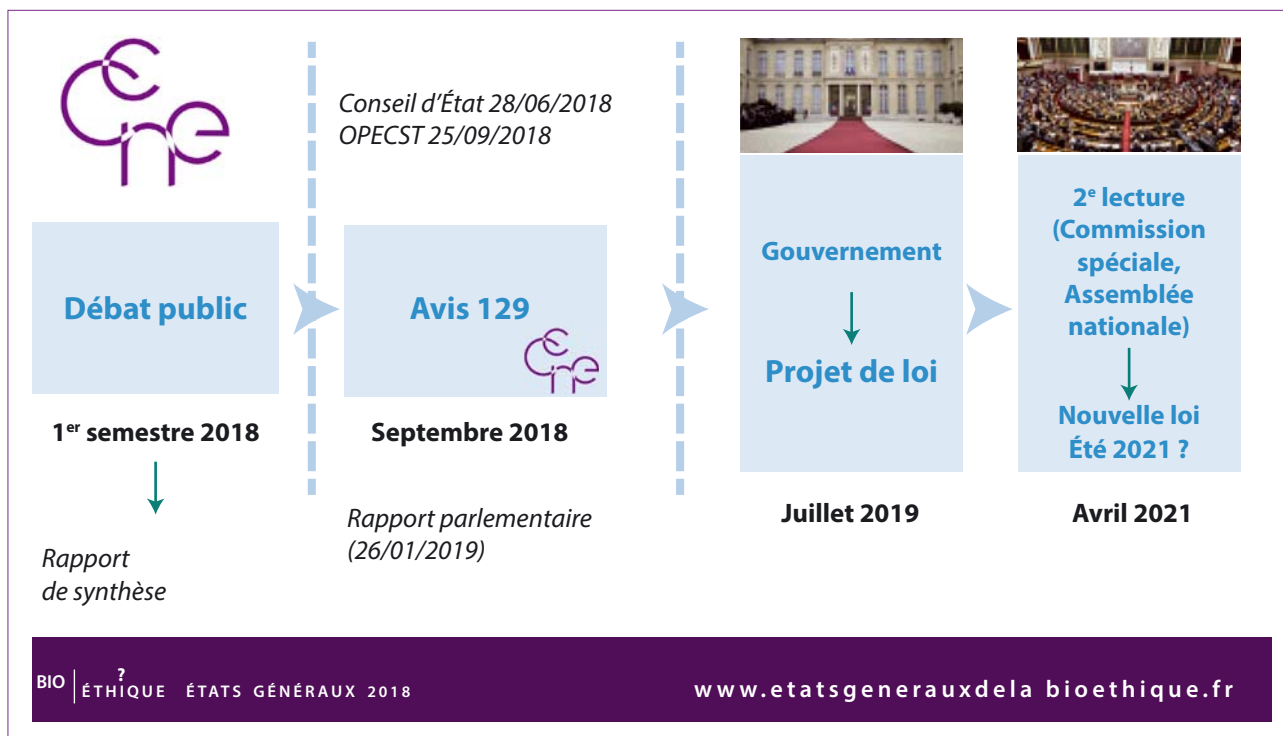 ccne
Débat public
1er semestre 2018
Rapport
de synthèse
Conseil d'État 28/06/2018
OPECST 25/09/2018
Avis 129
ccne
Septembre 2018
Rapport parlementaire
(26/01/2019)
Gouvernement
Projet de loi
Juillet 2019
2e lecture
(Commission
spéciale,
Assemblée
nationale)
Nouvelle loi
Été 2021 ?
Avril 2021
BIO ÉTHIQUE ? ÉTATS GÉNÉRAUX 2018
www.etatsgenerauxdela bioethique.fr